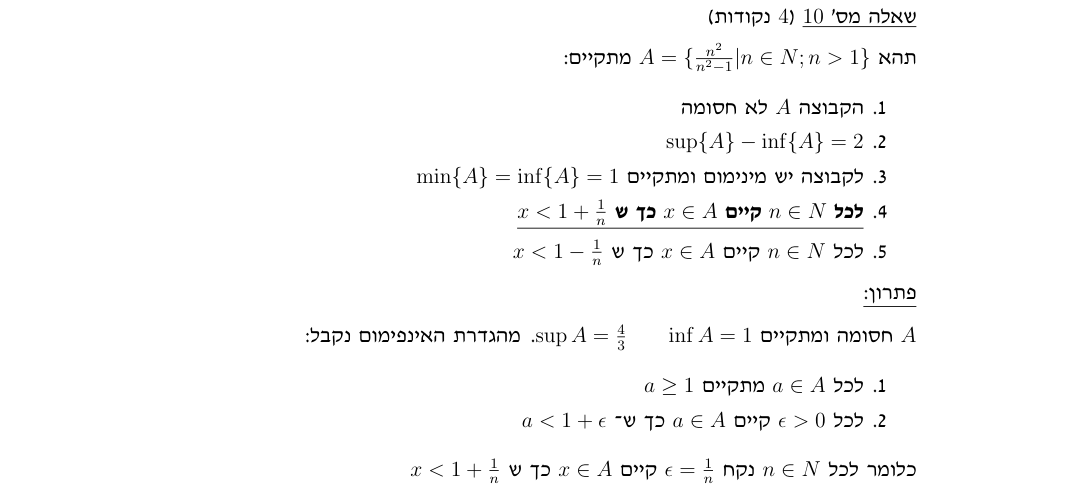 שאלה מס' 10 (4 נקודות)
תהא $A = \{\frac{n^2}{n^2-1} | n \in N; n > 1\}$ מתקיים:
1. הקבוצה $A$ לא חסומה
2. $\sup\{A\} - \inf\{A\} = 2$
3. לקבוצה יש מינימום ומתקיים $\min\{A\} = \inf\{A\} = 1$
4. לכל $n \in N$ קיים $x \in A$ כך ש $x < 1 + \frac{1}{n}$
5. לכל $n \in N$ קיים $x \in A$ כך ש $x < 1 - \frac{1}{n}$
פתרון:
$A$ חסומה ומתקיים $\inf A = 1$ $\sup A = \frac{4}{3}$. מהגדרת האינפימום נקבל:
1. לכל $a \in A$ מתקיים $a \geq 1$
2. לכל $\epsilon > 0$ קיים $a \in A$ כך ש־ $a < 1 + \epsilon$
כלומר לכל $n \in N$ נקח $\epsilon = \frac{1}{n}$ קיים $x \in A$ כך ש $x < 1 + \frac{1}{n}$